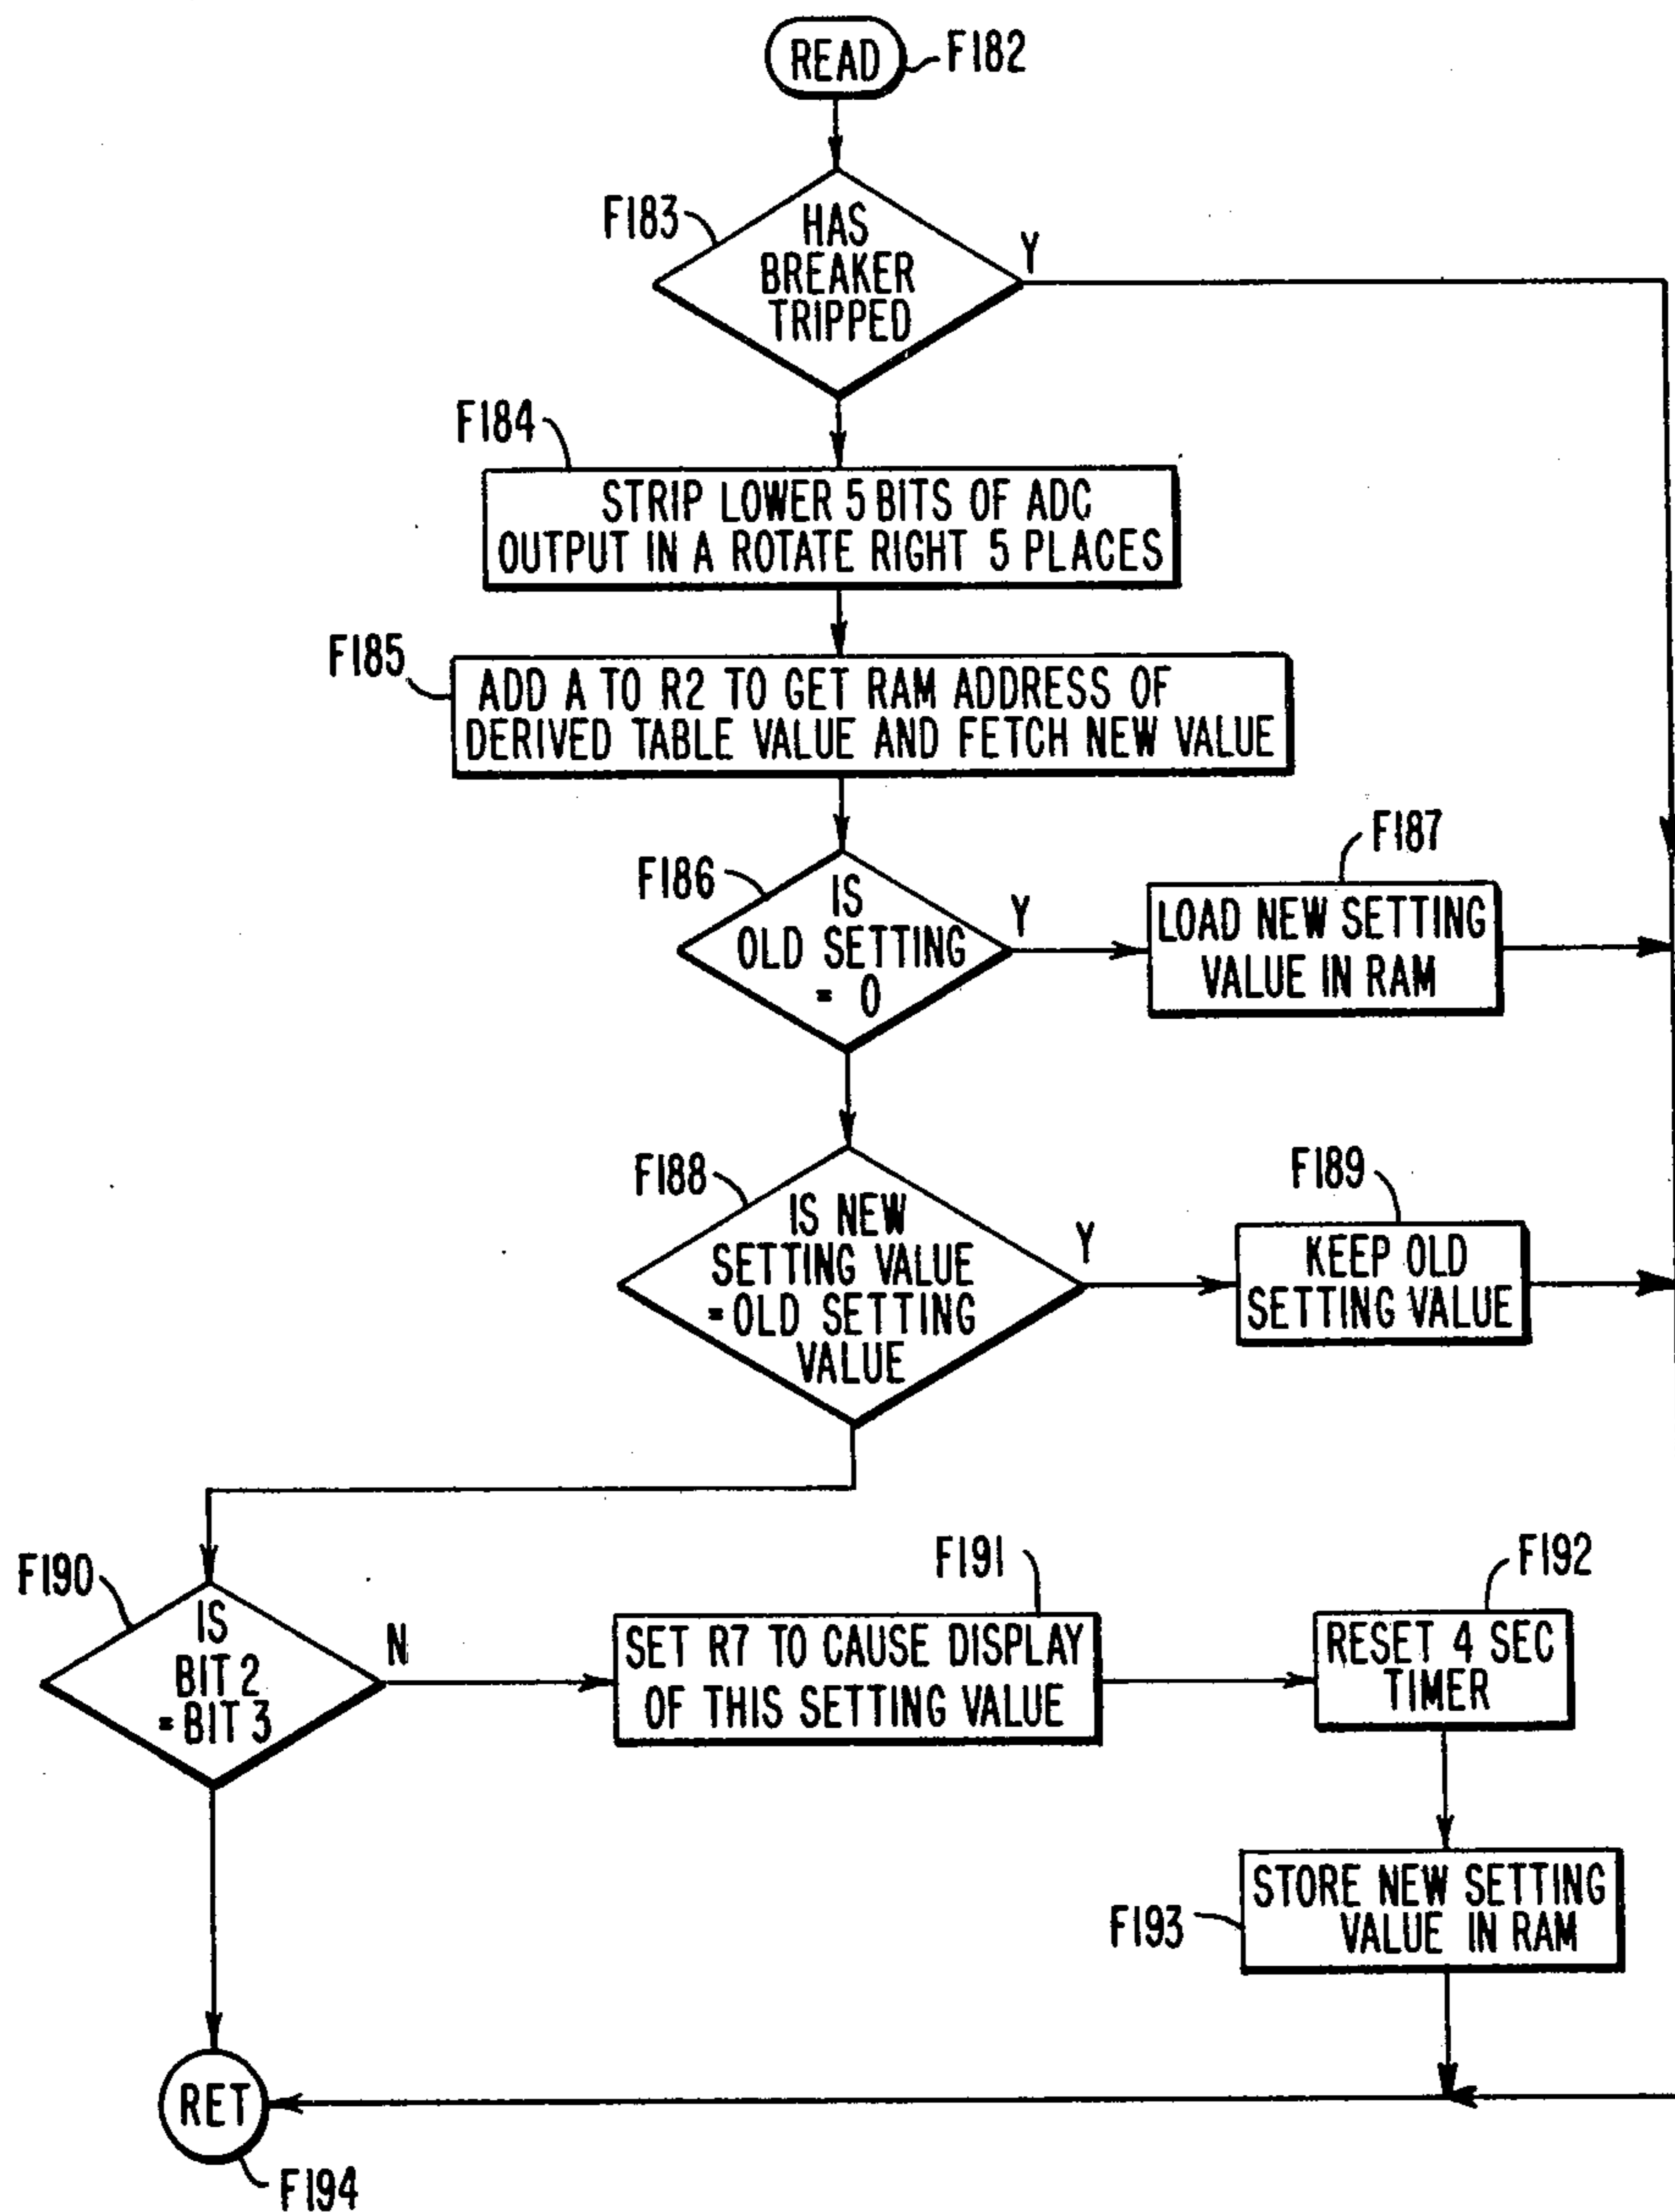 READ
F182
F183
HAS
BREAKER
TRIPPED
Y
F184
STRIP LOWER 5 BITS OF ADC
OUTPUT IN A ROTATE RIGHT 5 PLACES
F185
ADD A TO R2 TO GET RAM ADDRESS OF
DERIVED TABLE VALUE AND FETCH NEW VALUE
F186
IS
OLD SETTING
= 0
Y
F187
LOAD NEW SETTING
VALUE IN RAM
F188
IS NEW
SETTING VALUE
= OLD SETTING
VALUE
Y
F189
KEEP OLD
SETTING VALUE
F190
IS
BIT 2
= BIT 3
N
F191
SET R7 TO CAUSE DISPLAY
OF THIS SETTING VALUE
F192
RESET 4 SEC
TIMER
F193
STORE NEW SETTING
VALUE IN RAM
RET
F194